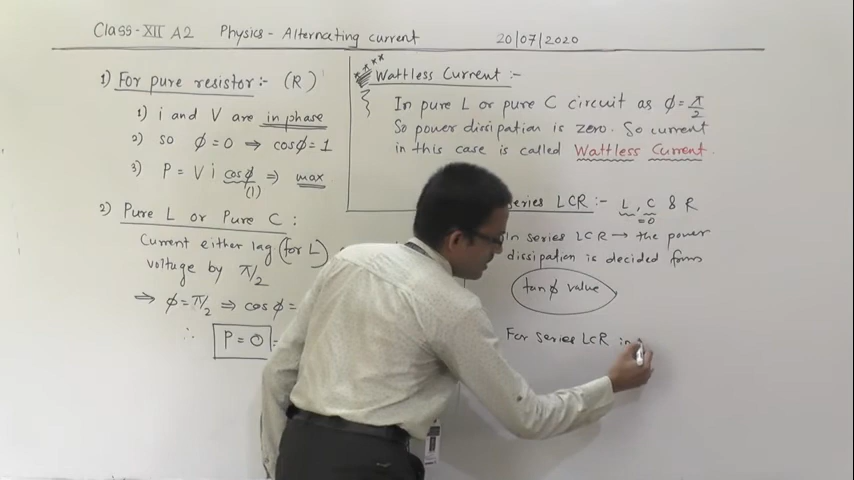 Class-XII A2 Physics - Alternating current 20/07/2020
1) For pure resistor:- (R)
1) i and V are in phase
2) so ϕ=0 ⇒ cosϕ=1
3) P = V i cosϕ ⇒ max
(1)
2) Pure L or Pure C :
Current either lag (for L)
voltage by π/2
⇒ ϕ=π/2 ⇒ cosϕ=
∴ P = 0 =
Wattless Current :-
In pure L or pure C circuit as ϕ=π/2
So power dissipation is zero. So current
in this case is called Wattless Current.
series LCR :- L, C & R
=0
In series LCR → the power
dissipation is decided form
tanϕ value
For series LCR in